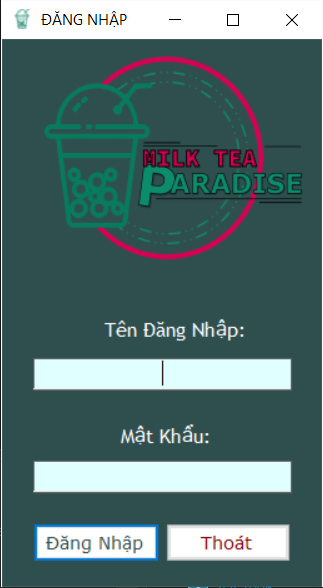 ĐĂNG NHẬP
MILK TEA
PARADISE
Tên Đăng Nhập:
Mật Khẩu:
Đăng Nhập
Thoát